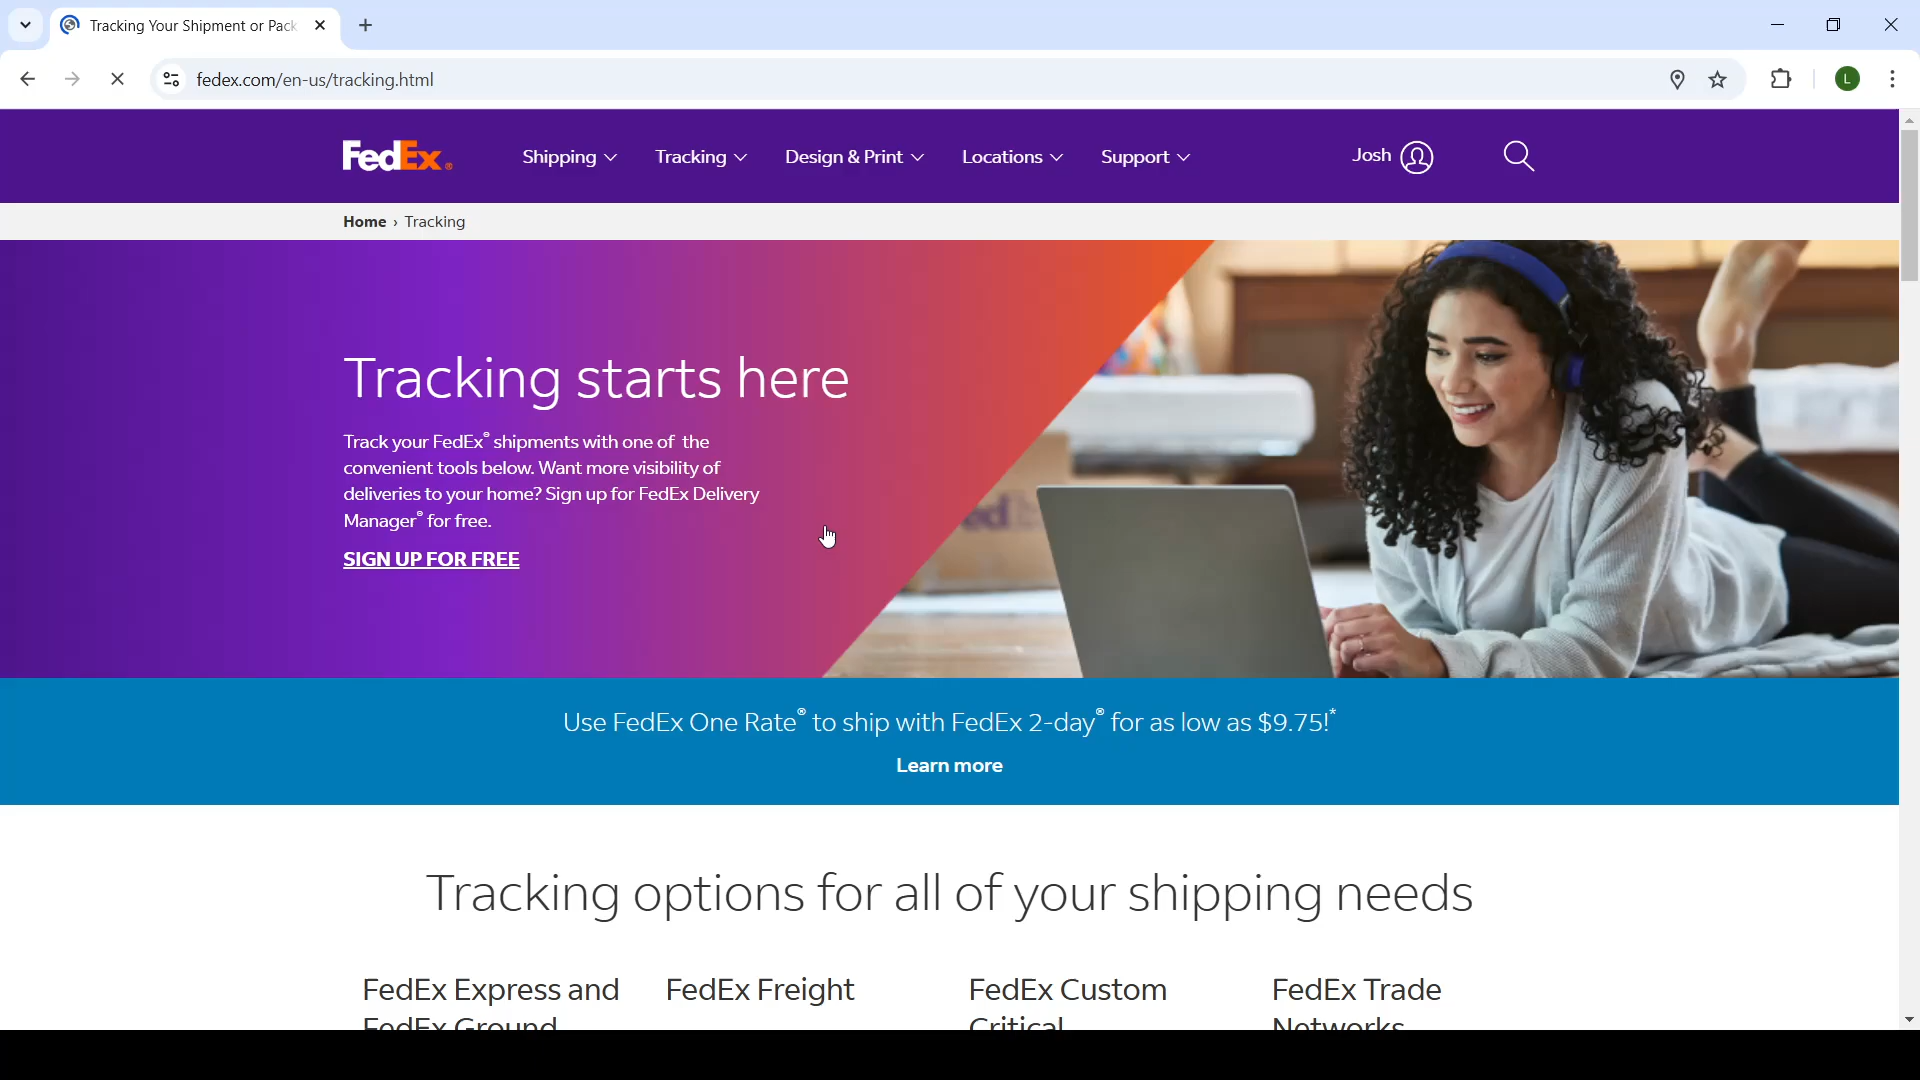 Tracking Your Shipment or Pack
fedex.com/en-us/tracking.html
L
FedEx®
Shipping
Tracking
Design & Print
Locations
Support
Josh
Home › Tracking
Tracking starts here
Track your FedEx® shipments with one of the
convenient tools below. Want more visibility of
deliveries to your home? Sign up for FedEx Delivery
Manager® for free.
SIGN UP FOR FREE
Use FedEx One Rate® to ship with FedEx 2-day® for as low as $9.75!*
Learn more
Tracking options for all of your shipping needs
FedEx Express and
FedEx Ground
FedEx Freight
FedEx Custom
Critical
FedEx Trade
Networks